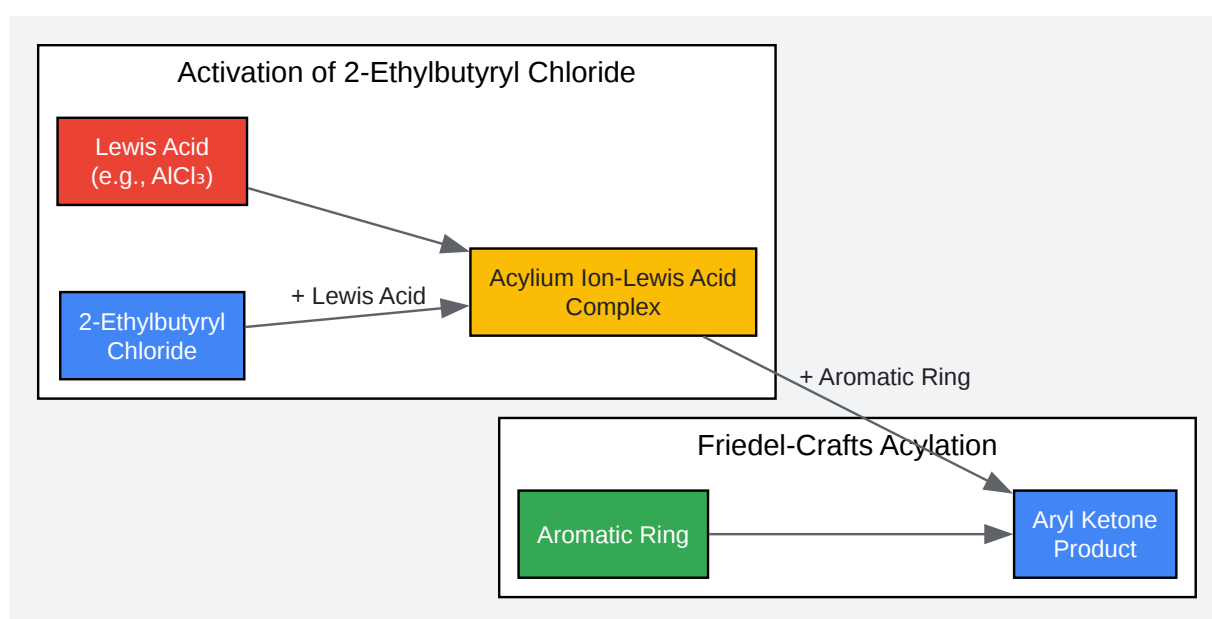 Activation of 2-Ethylbutyryl Chloride
Lewis Acid
(e.g., AlCl₃)
+ Lewis Acid
2-Ethylbutyryl
Chloride
Acylium Ion-Lewis Acid
Complex
+ Aromatic Ring
Friedel-Crafts Acylation
Aromatic Ring
Aryl Ketone
Product